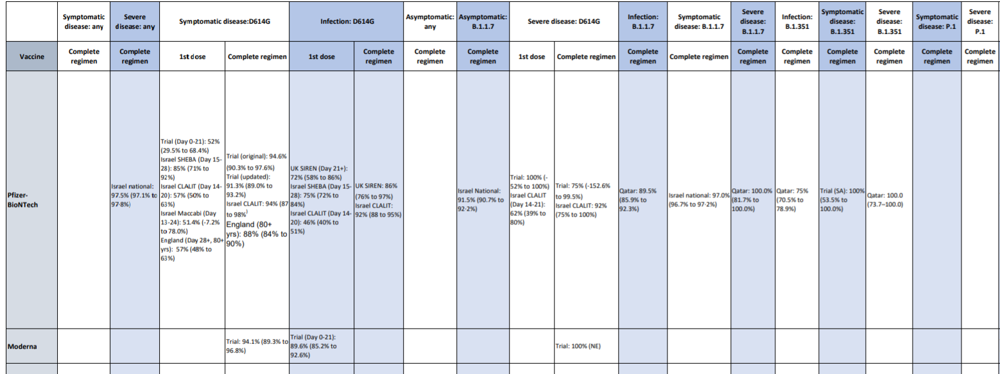 Symptomatic
disease: any
Severe
disease: any
Symptomatic disease:D614G
Infection: D614G
Asymptomatic:
any
Asymptomatic:
B.1.1.7
Severe disease: D614G
Infection:
B.1.1.7
Symptomatic
disease: B.1.1.7
Severe
disease:
B.1.1.7
Infection:
B.1.351
Symptomatic
disease:
B.1.351
Severe
disease:
B.1.351
Symptomatic
disease: P.1
Severe
disease:
P.1
Vaccine
Complete
regimen
Complete
regimen
1st dose
Complete regimen
1st dose
Complete
regimen
Complete
regimen
Complete
regimen
1st dose
Complete regimen
Complete
regimen
Complete regimen
Complete
regimen
Complete
regimen
Complete
regimen
Complete
regimen
Complete
regimen
Complete
regimen
Pfizer-
BioNTech
Israel national:
97.5% (97.1% to
97·8%)
Trial (Day 0-21): 52%
(29.5% to 68.4%)
Israel SHEBA (Day 15-
28): 85% (71% to
92%)
Israel CLALIT (Day 14-
20): 57% (50% to
63%)
Israel Maccabi (Day
13-24): 51.4% (-7.2%
to 78.0%)
England (Day 28+, 80+
yrs): 57% (48% to
63%)
Trial (original): 94.6%
(90.3% to 97.6%)
Trial (updated):
91.3% (89.0% to
93.2%)
Israel CLALIT: 94% (87
to 98%)
England (80+
yrs): 88% (84% to
90%)
UK SIREN (Day 21+):
72% (58% to 86%)
Israel SHEBA (Day 15-
28): 75% (72% to
84%)
Israel CLALIT (Day 14-
20): 46% (40% to
51%)
UK SIREN: 86%
(76% to 97%)
Israel CLALIT:
92% (88 to 95%)
Israel National:
91.5% (90.7% to
92·2%)
Trial: 100% (-
52% to 100%)
Israel CLALIT
(Day 14-21):
62% (39% to
80%)
Trial: 75% (-152.6%
to 99.5%)
Israel CLALIT: 92%
(75% to 100%)
Qatar: 89.5%
(85.9% to
92.3%)
Israel national: 97.0%
(96.7% to 97·2%)
Qatar: 100.0%
(81.7% to
100.0%)
Qatar: 75%
(70.5% to
78.9%)
Trial (SA): 100%
(53.5% to
100.0%)
Qatar: 100.0
(73.7–100.0)
Moderna
Trial: 94.1% (89.3% to
96.8%)
Trial (Day 0-21):
89.6% (85.2% to
92.6%)
Trial: 100% (NE)